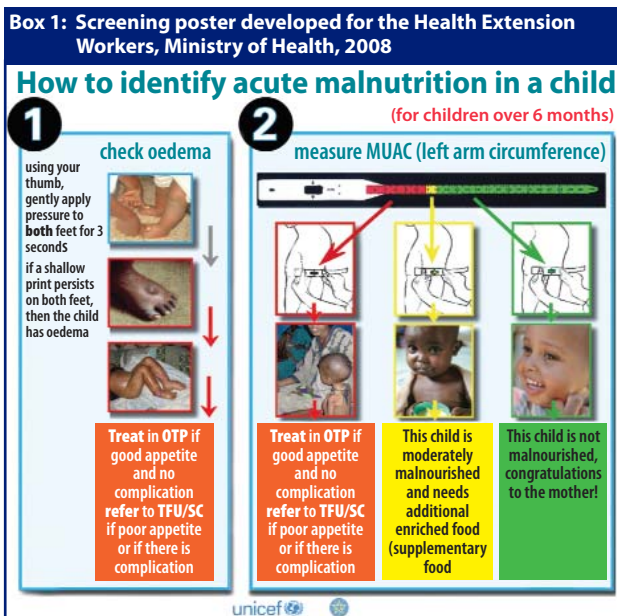 Box 1: Screening poster developed for the Health Extension
Workers, Ministry of Health, 2008
How to identify acute malnutrition in a child
(for children over 6 months)
1
check oedema
using your
thumb,
gently apply
pressure to
both feet for 3
seconds
if a shallow
print persists
on both feet,
then the child
has oedema
Treat in OTP if
good appetite
and no
complication
refer to TFU/SC
if poor appetite
or if there is
complication
2
measure MUAC (left arm circumference)
Treat in OTP if
good appetite
and no
complication
refer to TFU/SC
if poor appetite
or if there is
complication
This child is
moderately
malnourished
and needs
additional
enriched food
(supplementary
food
This child is not
malnourished,
congratulations
to the mother!
unicef